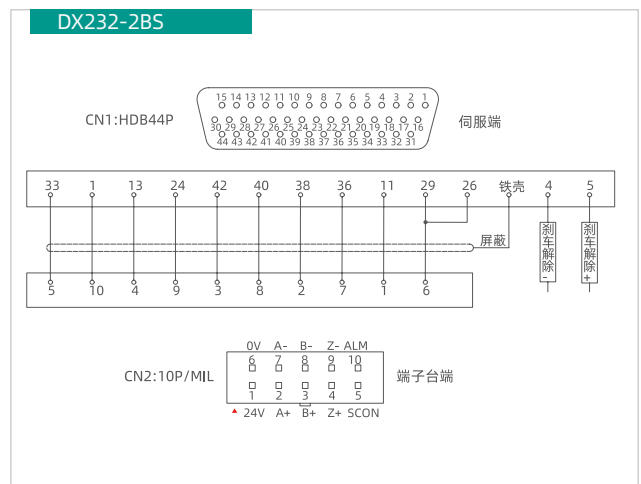 DX232-2BS
15 14 13 12 11 10 9 8 7 6 5 4 3 2 1
CN1:HDB44P
伺服端
30 29 28 27 26 25 24 23 22 21 20 19 18 17 16
44 43 42 41 40 39 38 37 36 35 34 33 32 31
33 1 13 24 42 40 38 36 11 29 26 铁壳 4 5
屏蔽
刹车解除-
刹车解除+
5 10 4 9 3 8 2 7 1 6
0V A- B- Z- ALM
6 7 8 9 10
CN2:10P/MIL
端子台端
1 2 3 4 5
24V A+ B+ Z+ SCON